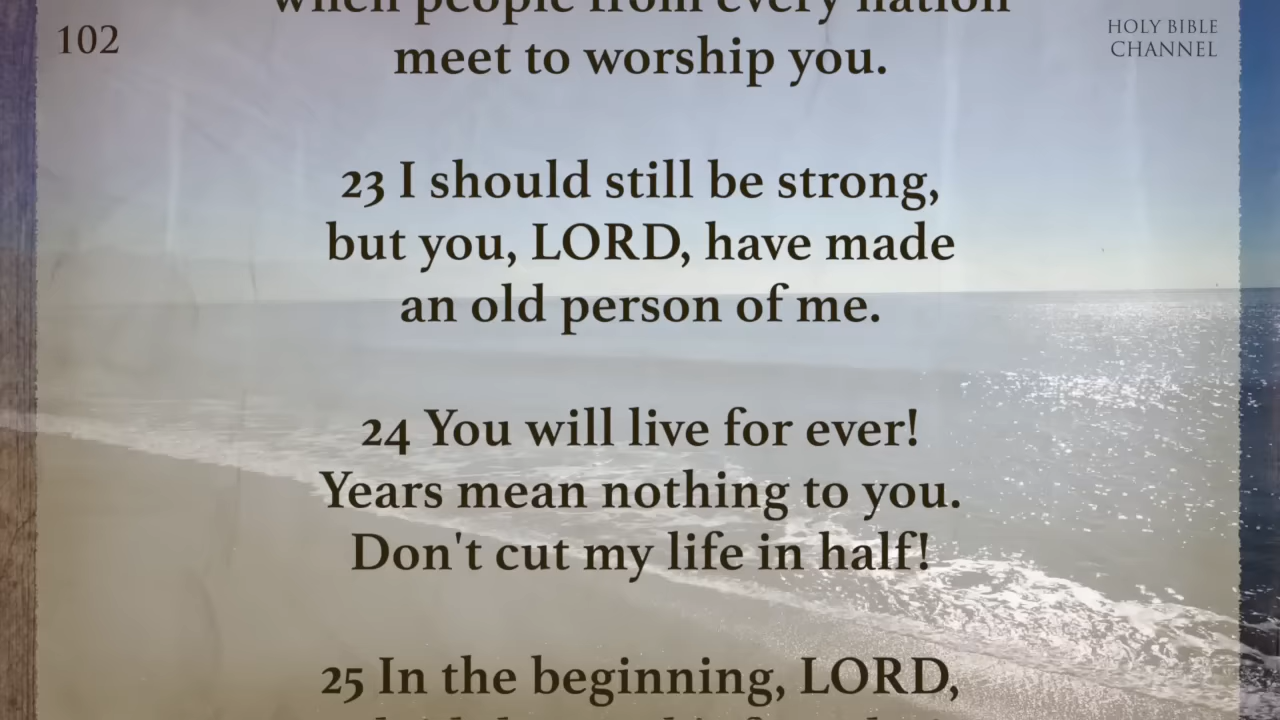 when people from every nation
102
HOLY BIBLE
CHANNEL
meet to worship you.
23 I should still be strong,
but you, LORD, have made
an old person of me.
24 You will live for ever!
Years mean nothing to you.
Don't cut my life in half!
25 In the beginning, LORD,